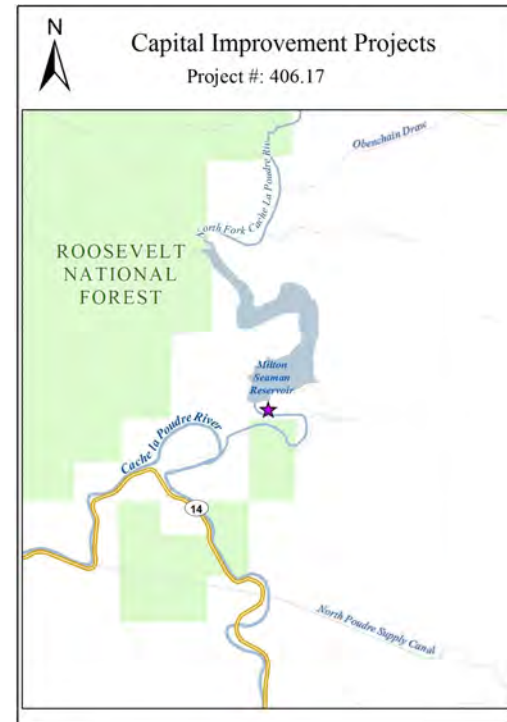 N
Capital Improvement Projects
Project #: 406.17
Obenchain Draw
North Fork Cache La Poudre River
ROOSEVELT
NATIONAL
FOREST
Milton
Seaman
Reservoir
Cache la Poudre River
14
North Poudre Supply Canal